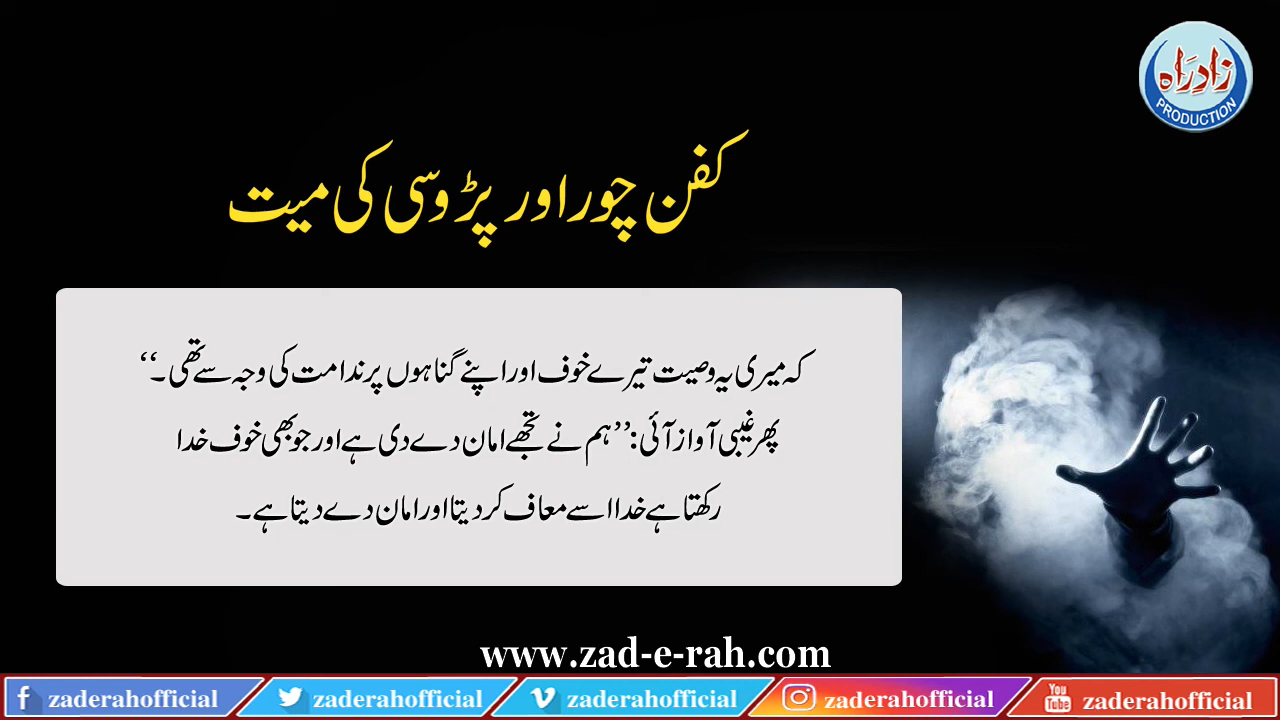 زادِراہ
PRODUCTION
کفن چور اور پڑوسی کی میت
کہ میری یہ وصیت تیرے خوف اور اپنے گناہوں پر ندامت کی وجہ سے تھی۔‘‘
پھر غیبی آواز آئی: ’’ہم نے تجھے امان دے دی ہے اور جو بھی خوف خدا
رکھتا ہے خدا اسے معاف کر دیتا اور امان دے دیتا ہے۔
www.zad-e-rah.com
zaderahofficial
zaderahofficial
zaderahofficial
zaderahofficial
You Tube zaderahofficial